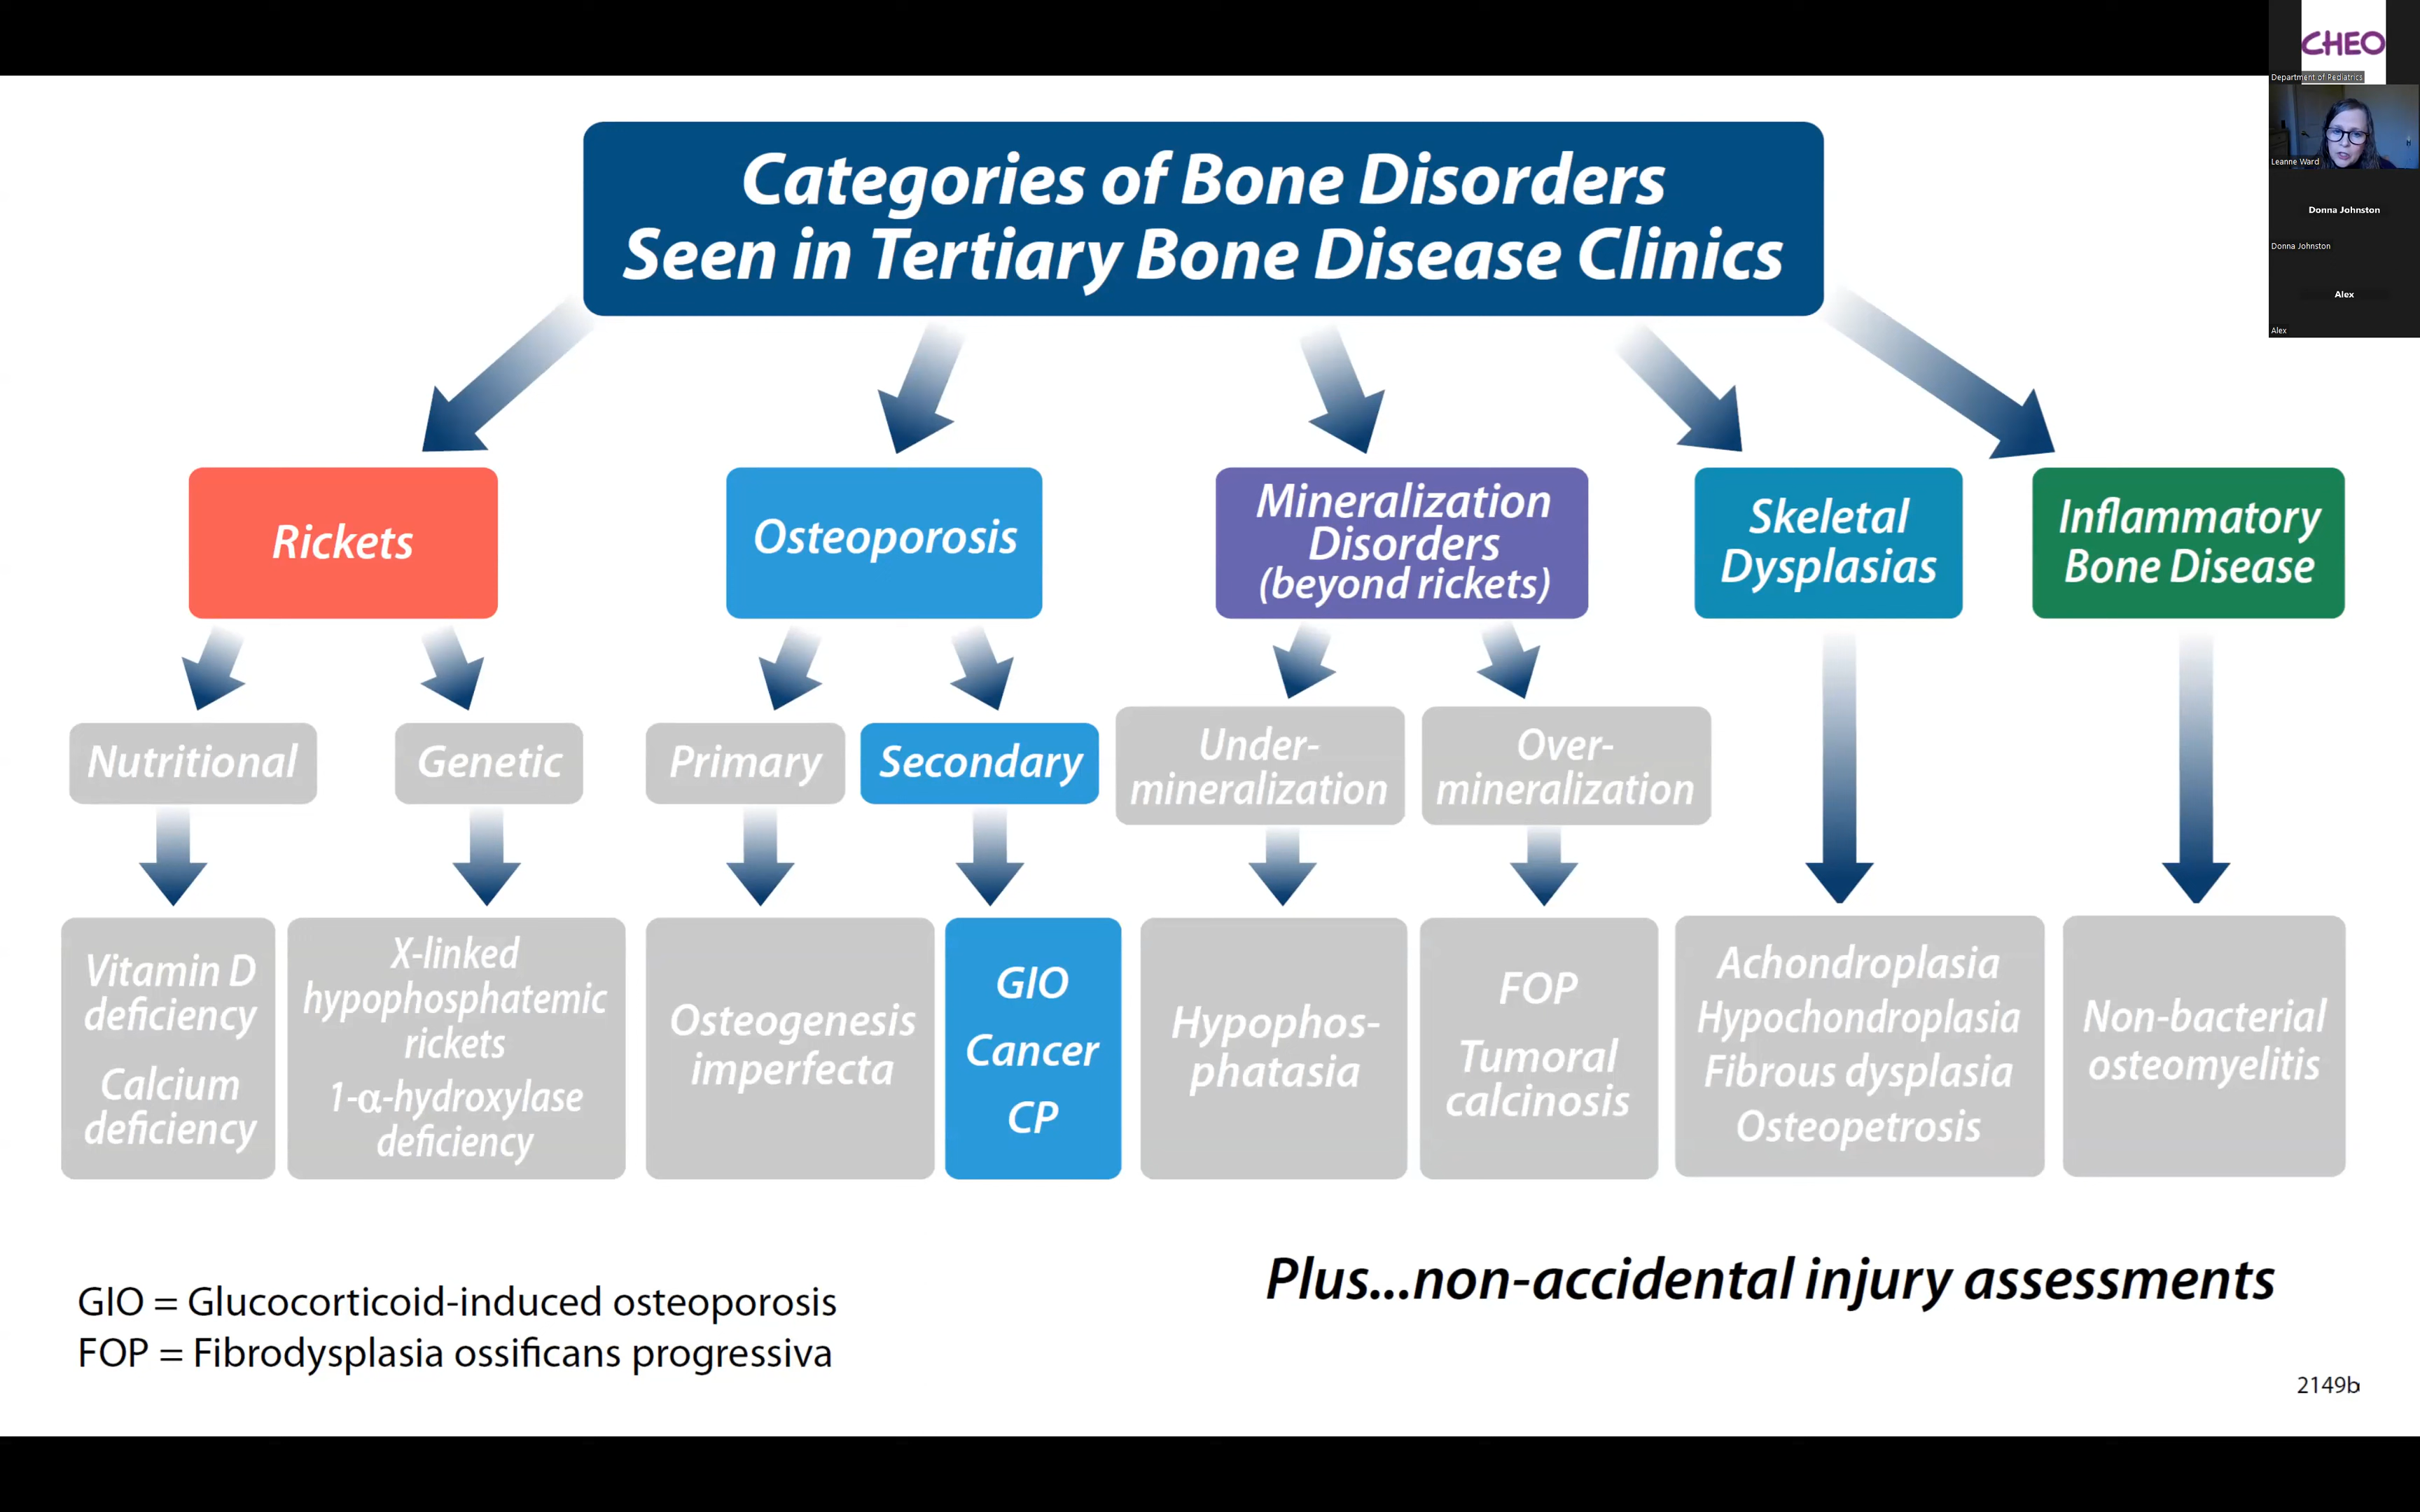 CHEO
Department of Pediatrics
Leanne Ward
Donna Johnston
Donna Johnston
Alex
Alex
Categories of Bone Disorders
Seen in Tertiary Bone Disease Clinics
Rickets
Osteoporosis
Mineralization
Disorders
(beyond rickets)
Skeletal
Dysplasias
Inflammatory
Bone Disease
Nutritional
Genetic
Primary
Secondary
Under-
mineralization
Over-
mineralization
Vitamin D
deficiency
Calcium
deficiency
X-linked
hypophosphatemic
rickets
1-α-hydroxylase
deficiency
Osteogenesis
imperfecta
GIO
Cancer
CP
Hypophos-
phatasia
FOP
Tumoral
calcinosis
Achondroplasia
Hypochondroplasia
Fibrous dysplasia
Osteopetrosis
Non-bacterial
osteomyelitis
Plus...non-accidental injury assessments
GIO = Glucocorticoid-induced osteoporosis
FOP = Fibrodysplasia ossificans progressiva
2149b